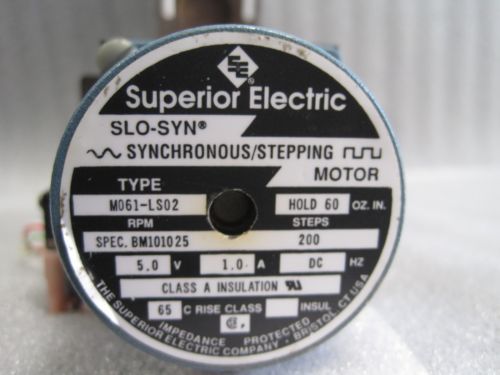 SE®
Superior Electric
SLO-SYN®
SYNCHRONOUS/STEPPING
MOTOR
TYPE
M061-LS02 HOLD 60 OZ. IN.
RPM STEPS
SPEC. BM101025 200
5.0 V 1.0 A DC HZ
CLASS A INSULATION
65 C RISE CLASS INSUL
IMPEDANCE PROTECTED
THE SUPERIOR ELECTRIC COMPANY • BRISTOL, CT USA